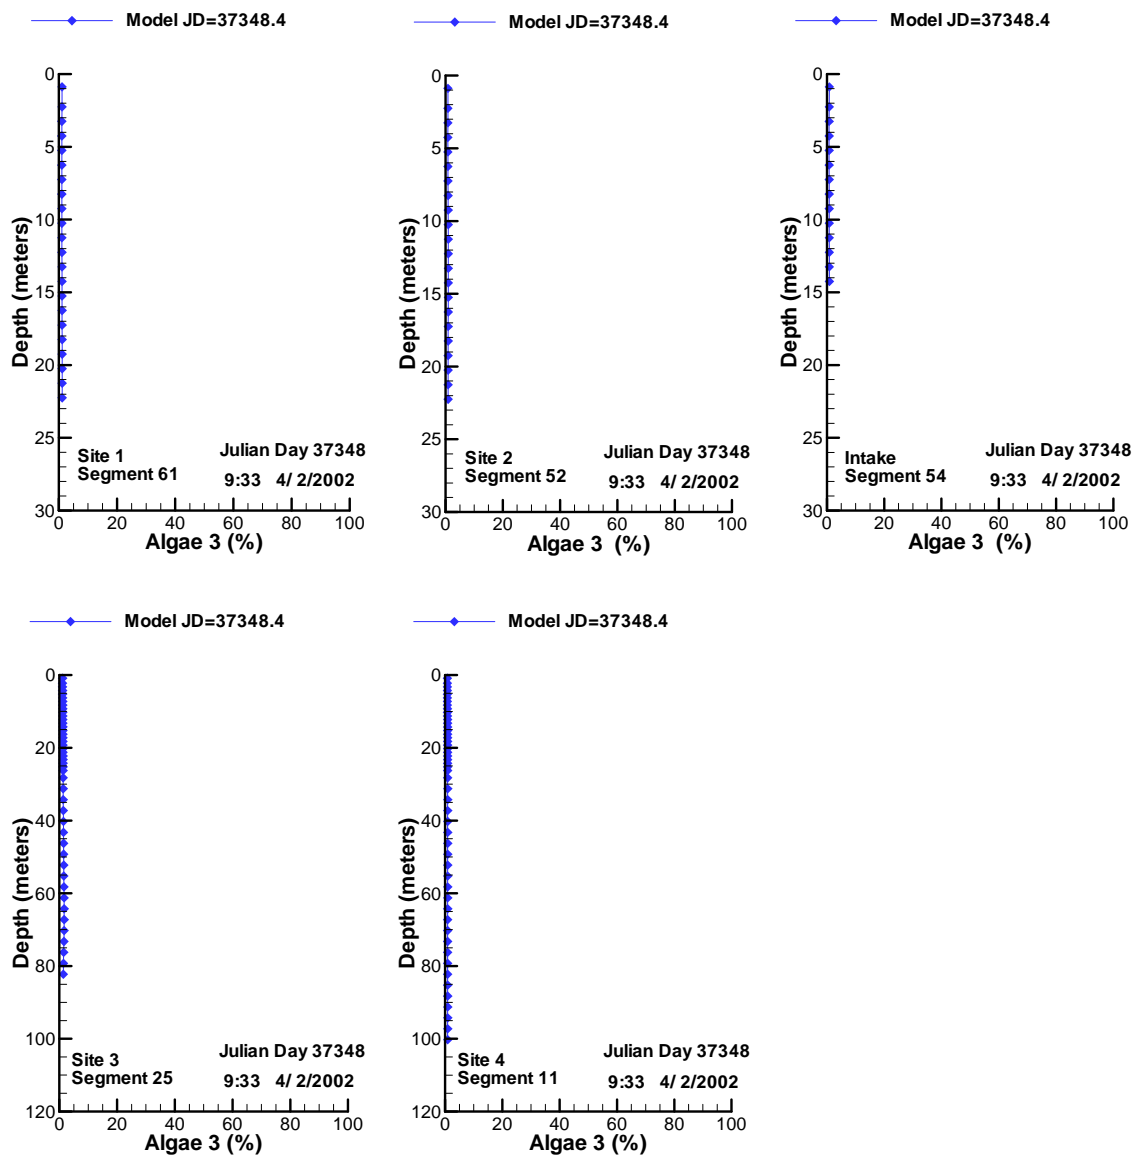 Model JD=37348.4
0
5
10
15
20
25
30
Depth (meters)
Site 1
Segment 61
Julian Day 37348
9:33 4/ 2/2002
0 20 40 60 80 100
Algae 3 (%)
Model JD=37348.4
0
5
10
15
20
25
30
Depth (meters)
Site 2
Segment 52
Julian Day 37348
9:33 4/ 2/2002
0 20 40 60 80 100
Algae 3 (%)
Model JD=37348.4
0
5
10
15
20
25
30
Depth (meters)
Intake
Segment 54
Julian Day 37348
9:33 4/ 2/2002
0 20 40 60 80 100
Algae 3 (%)
Model JD=37348.4
0
20
40
60
80
100
120
Depth (meters)
Site 3
Segment 25
Julian Day 37348
9:33 4/ 2/2002
0 20 40 60 80 100
Algae 3 (%)
Model JD=37348.4
0
20
40
60
80
100
120
Depth (meters)
Site 4
Segment 11
Julian Day 37348
9:33 4/ 2/2002
0 20 40 60 80 100
Algae 3 (%)